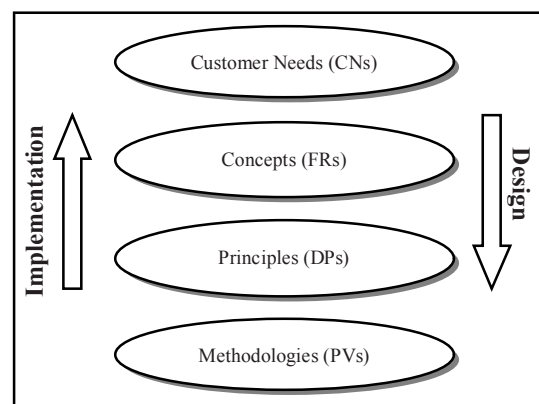 Customer Needs (CNs)
Implementation
Concepts (FRs)
Design
Principles (DPs)
Methodologies (PVs)